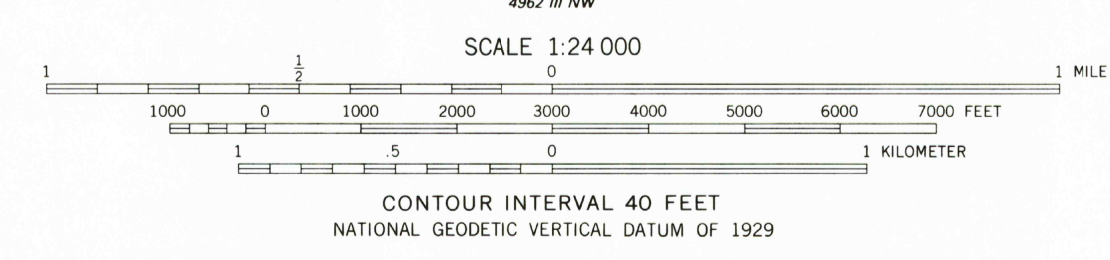 4962 III NW
SCALE 1:24 000
1 1/2 0 1 MILE
1000 0 1000 2000 3000 4000 5000 6000 7000 FEET
1 .5 0 1 KILOMETER
CONTOUR INTERVAL 40 FEET
NATIONAL GEODETIC VERTICAL DATUM OF 1929